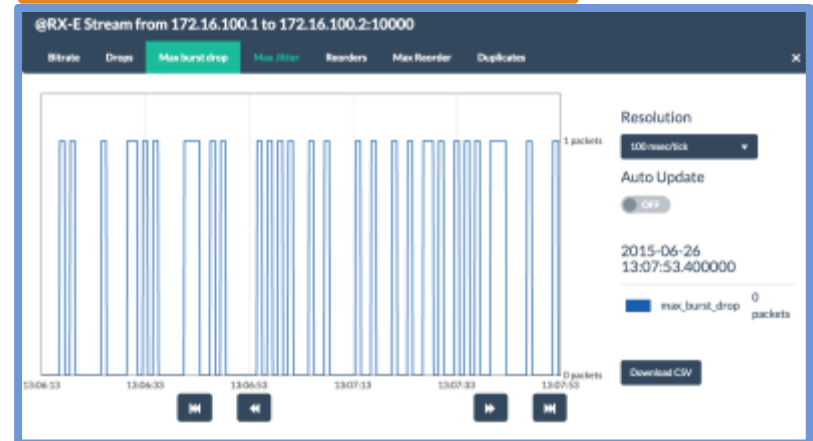 @RX-E Stream from 172.16.100.1 to 172.16.100.2:10000
Bitrate Drops Max burst drop Max Jitter Reorders Max Reorder Duplicates ×
Resolution
1 packets
100 msec/tick
Auto Update
OFF
2015-06-26
13:07:53.400000
max_burst_drop 0 packets
0 packets
Download CSV
13:06:13 13:06:33 13:06:53 13:07:13 13:07:33 13:07:53